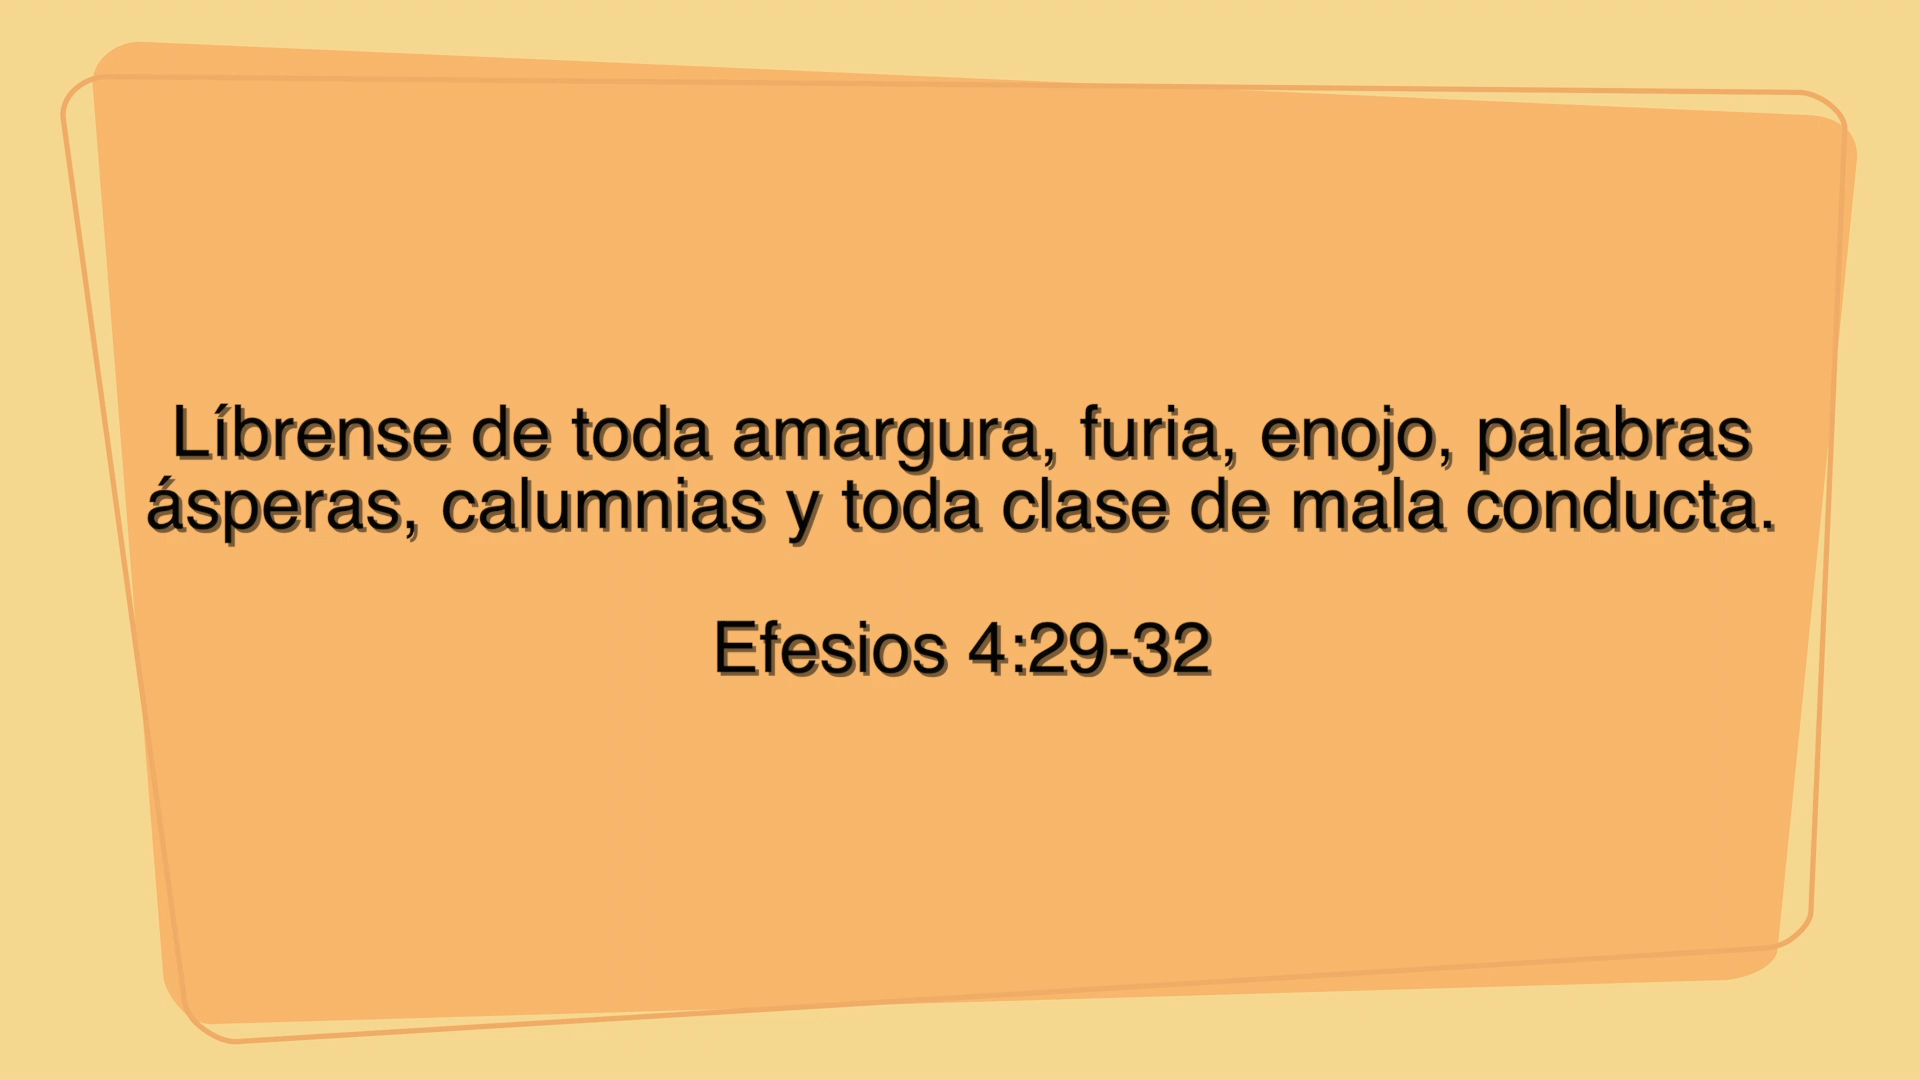 Líbrense de toda amargura, furia, enojo, palabras
ásperas, calumnias y toda clase de mala conducta.
Efesios 4:29-32